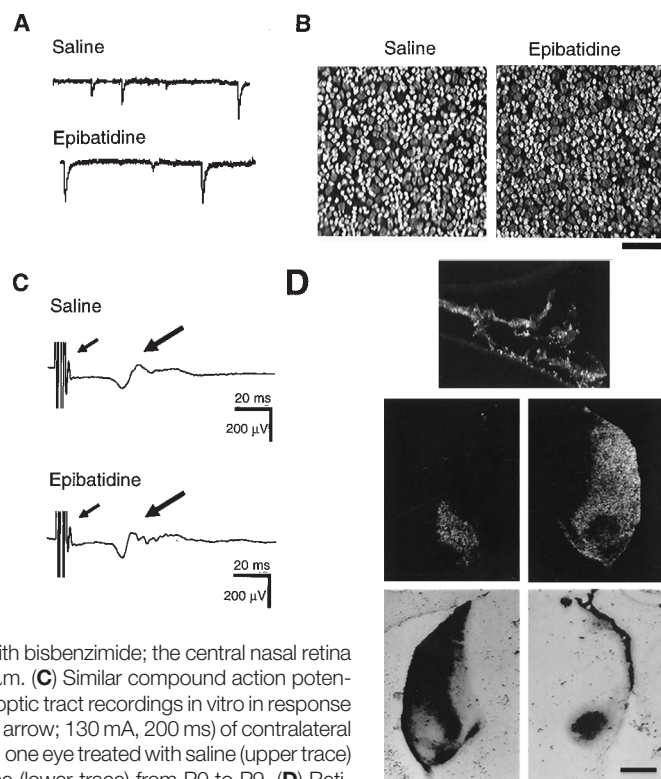 A
Saline
Epibatidine
B
Saline
Epibatidine
C
Saline
20 ms
200 µV
Epibatidine
20 ms
200 µV
D
ith bisbenzimide; the central nasal retina
m. (C) Similar compound action poten-
optic tract recordings in vitro in response
arrow; 130 mA, 200 ms) of contralateral
one eye treated with saline (upper trace)
(lower trace) from P0 to P9. (D) Reti-